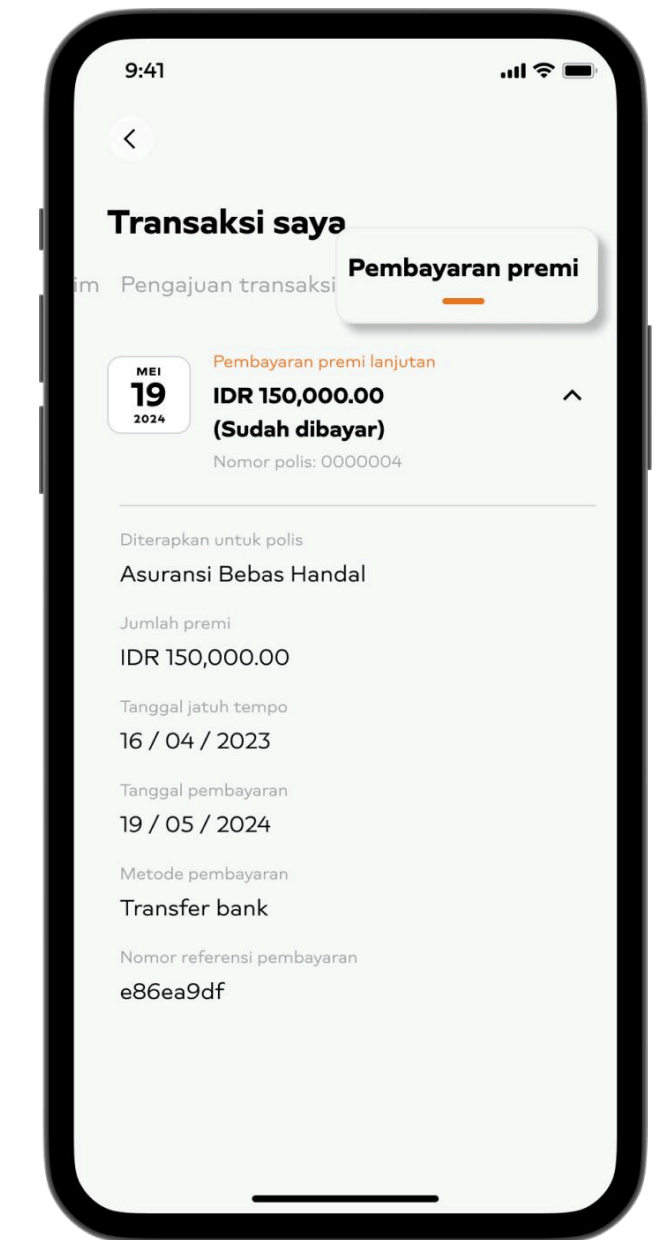 9:41
Transaksi saya
im Pengajuan transaksi Pembayaran premi
MEI
19
2024
Pembayaran premi lanjutan
IDR 150,000.00
(Sudah dibayar)
Nomor polis: 0000004
Diterapkan untuk polis
Asuransi Bebas Handal
Jumlah premi
IDR 150,000.00
Tanggal jatuh tempo
16 / 04 / 2023
Tanggal pembayaran
19 / 05 / 2024
Metode pembayaran
Transfer bank
Nomor referensi pembayaran
e86ea9df